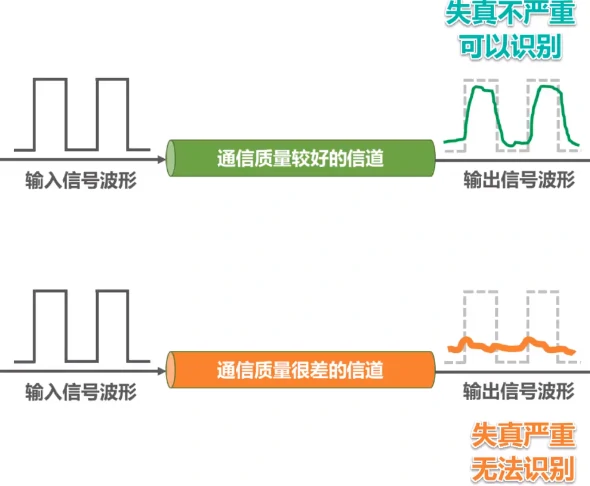 失真不严重
可以识别
通信质量较好的信道
输入信号波形
输出信号波形
通信质量很差的信道
输入信号波形
输出信号波形
失真严重
无法识别